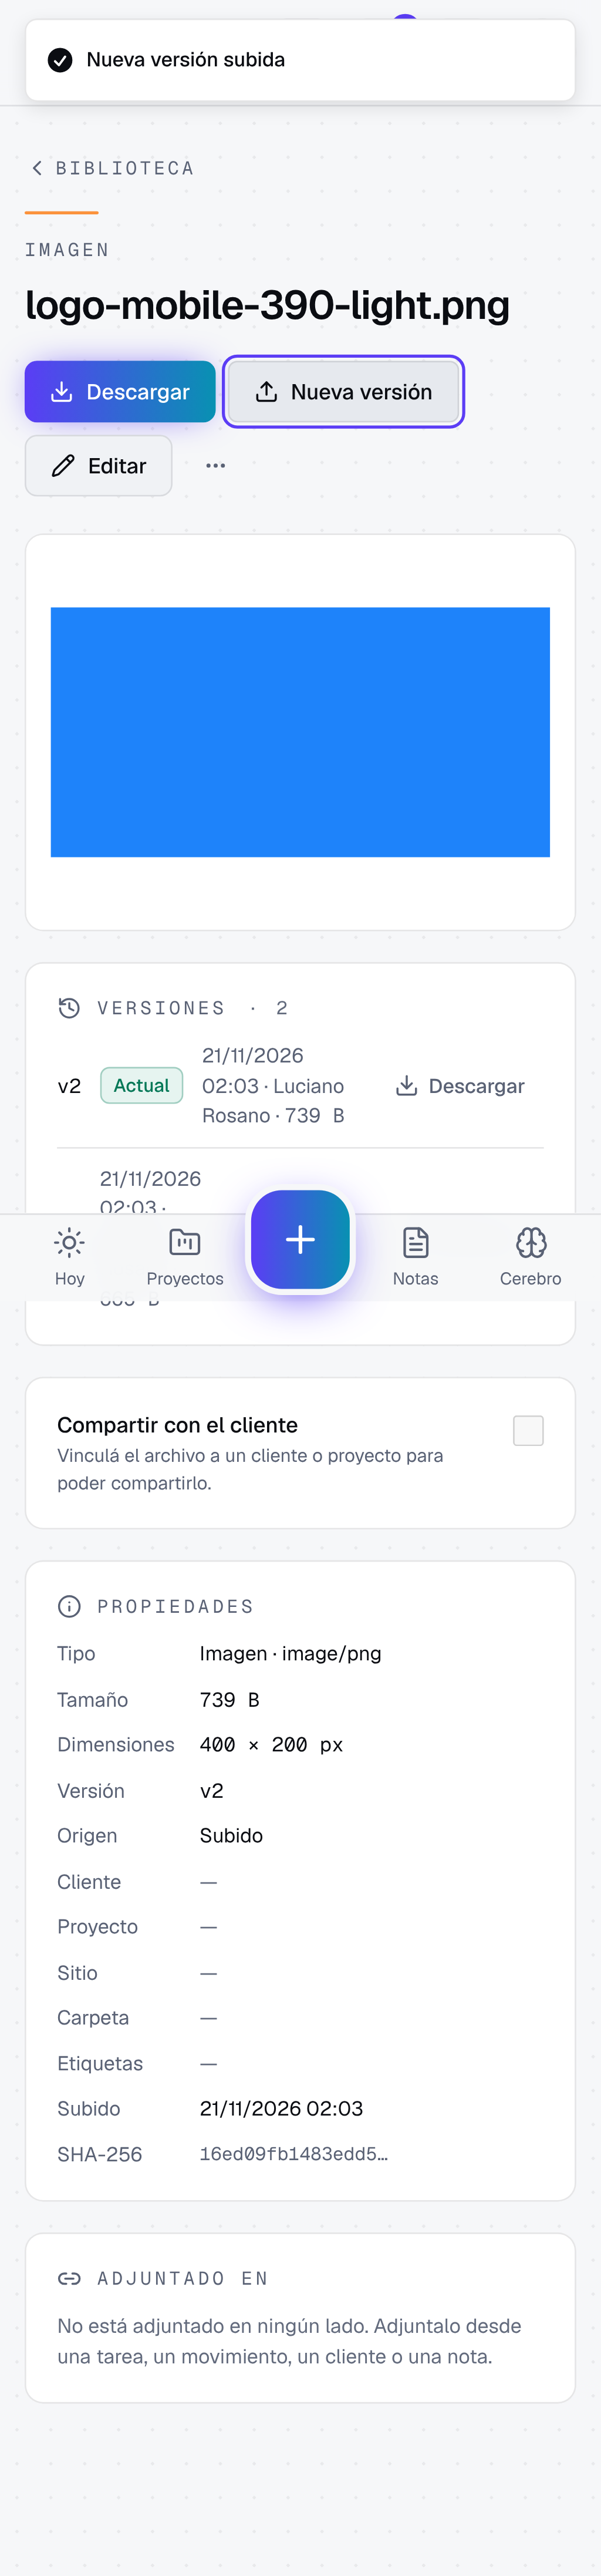 Nueva versión subida
BIBLIOTECA
IMAGEN
logo-mobile-390-light.png
Descargar
Nueva versión
Editar
VERSIONES · 2
v2
Actual
21/11/2026
02:03 · Luciano
Rosano · 739 B
Descargar
21/11/2026
02:03 ·
Hoy
Proyectos
Notas
Cerebro
Compartir con el cliente
Vinculá el archivo a un cliente o proyecto para
poder compartirlo.
PROPIEDADES
Tipo Imagen · image/png
Tamaño 739 B
Dimensiones 400 × 200 px
Versión v2
Origen Subido
Cliente —
Proyecto —
Sitio —
Carpeta —
Etiquetas —
Subido 21/11/2026 02:03
SHA-256 16ed09fb1483edd5…
ADJUNTADO EN
No está adjuntado en ningún lado. Adjuntalo desde
una tarea, un movimiento, un cliente o una nota.